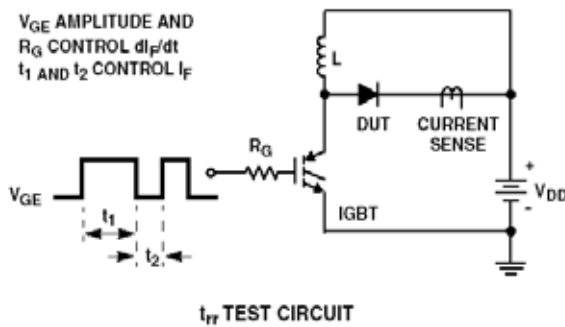 VGE AMPLITUDE AND
RG CONTROL dIF/dt
t1 AND t2 CONTROL IF
L
DUT
CURRENT
SENSE
RG
VGE
t1
t2
IGBT
+
VDD
-
trr TEST CIRCUIT